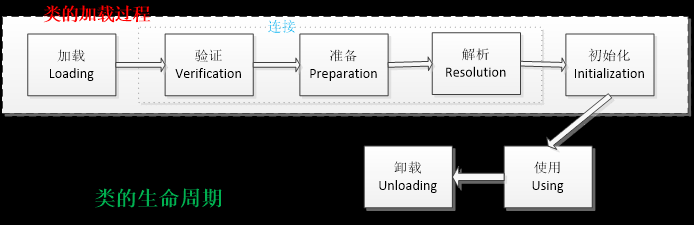 类的加载过程
连接
加载
Loading
验证
Verification
准备
Preparation
解析
Resolution
初始化
Initialization
卸载
Unloading
使用
Using
类的生命周期